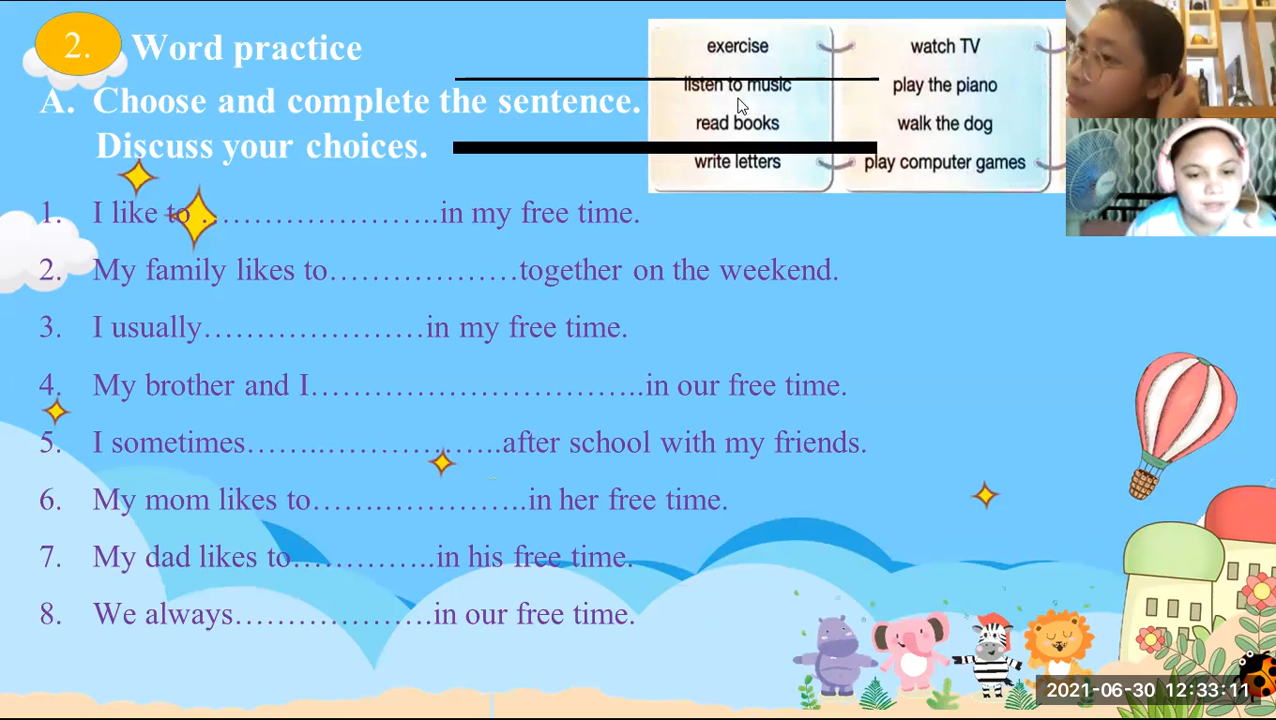 2. Word practice
A. Choose and complete the sentence.
Discuss your choices.
exercise
listen to music
read books
write letters
watch TV
play the piano
walk the dog
play computer games
1. I like to …………………..in my free time.
2. My family likes to………………together on the weekend.
3. I usually…………………in my free time.
4. My brother and I…………………………..in our free time.
5. I sometimes…….……………..after school with my friends.
6. My mom likes to…….…………..in her free time.
7. My dad likes to…………..in his free time.
8. We always……………….in our free time.
2021-06-30 12:33:11